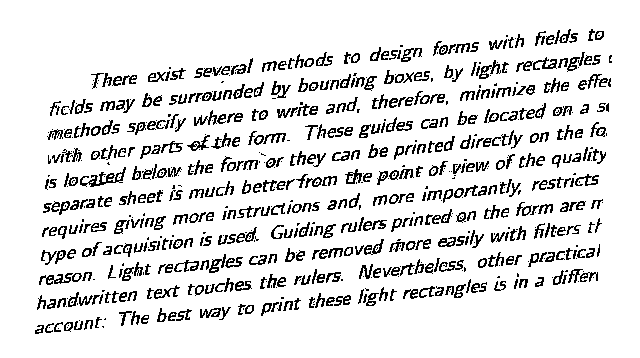 There exist several methods to design forms with fields to
fields may be surrounded by bounding boxes, by light rectangles
methods specify where to write and, therefore, minimize the
with other parts of the form. These guides can be located on a
is located below the form or they can be printed directly on the
separate sheet is much better from the point of view of the quality
requires giving more instructions and, more importantly, restricts
type of acquisition is used. Guiding rulers printed on the form are
reason. Light rectangles can be removed more easily with filters
handwritten text touches the rulers. Nevertheless, other practical
account: The best way to print these light rectangles is in a